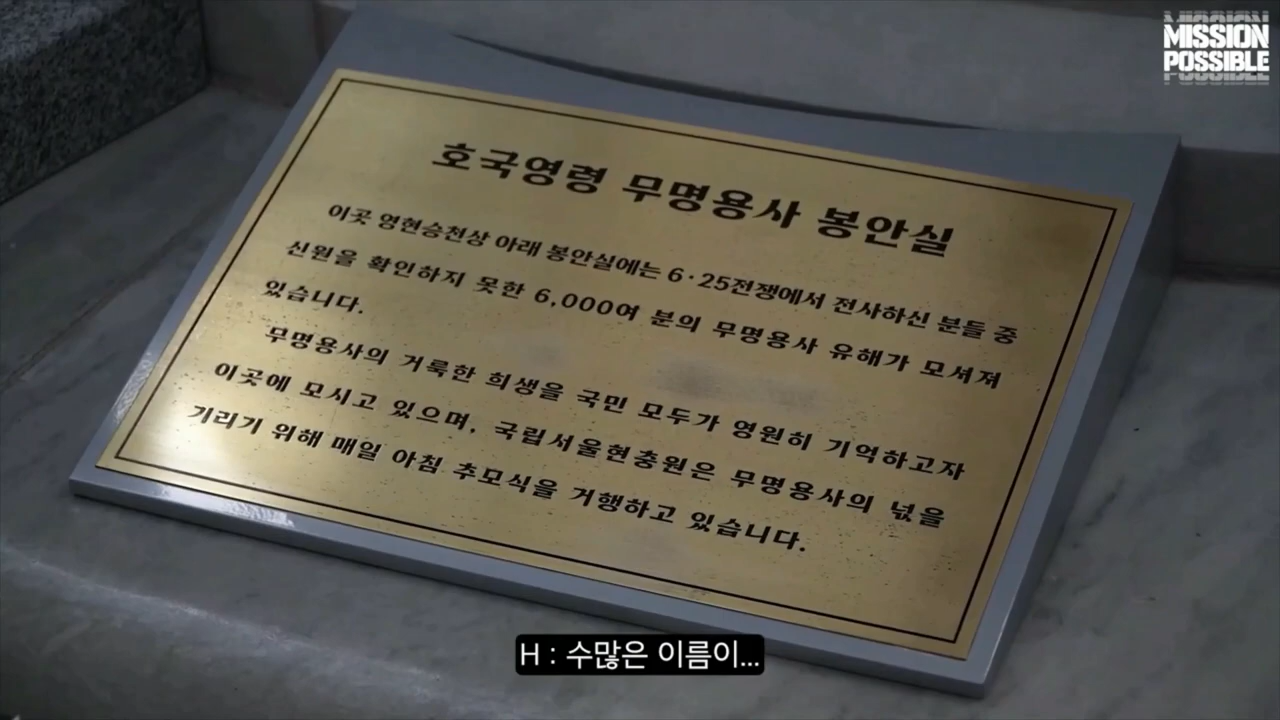 MISSION
POSSIBLE
호국영령 무명용사 봉안실
이곳 영현승천상 아래 봉안실에는 6·25전쟁에서 전사하신 분들 중
신원을 확인하지 못한 6,000여 분의 무명용사 유해가 모셔져
있습니다.
무명용사의 거룩한 희생을 국민 모두가 영원히 기억하고자
이곳에 모시고 있으며, 국립서울현충원은 무명용사의 넋을
기리기 위해 매일 아침 추모식을 거행하고 있습니다.
H : 수많은 이름이...